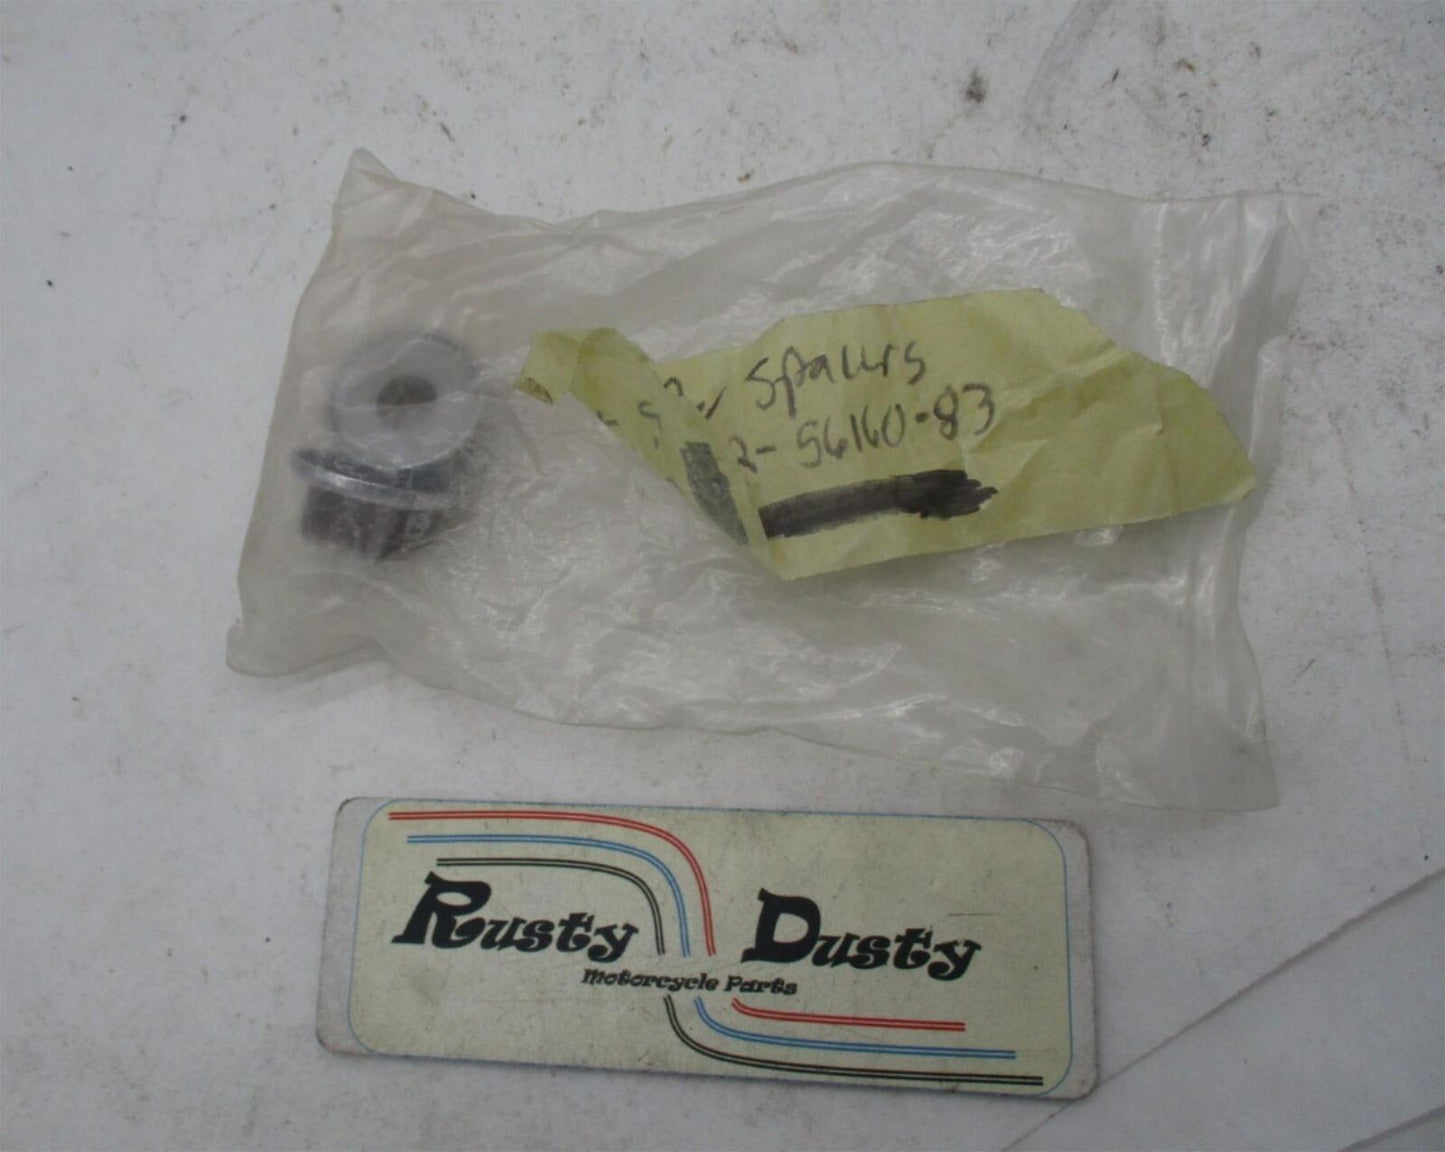 Spacers
2- 56160-83
Rusty Dusty
Motorcycle Parts